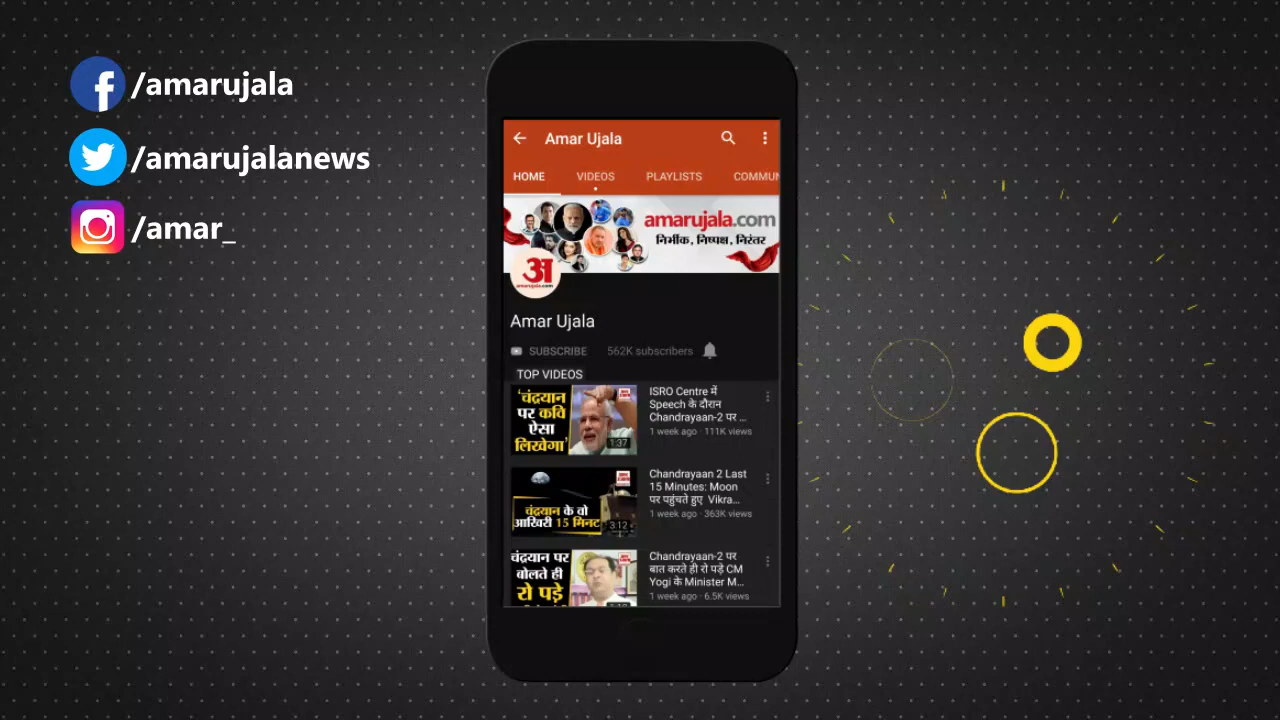 /amarujala
/amarujalanews
/amar_
Amar Ujala
HOME VIDEOS PLAYLISTS COMMUN
amarujala.com
निर्भीक, निष्पक्ष, निरंतर
अ
amarujala.com
Amar Ujala
SUBSCRIBE 562K subscribers
TOP VIDEOS
'चंद्रयान
पर कवि
ऐसा
लिखेगा'
1:37
ISRO Centre में
Speech के दौरान
Chandrayaan-2 पर ...
1 week ago · 111K views
चंद्रयान के वो
आखिरी 15 मिनट
3:12
Chandrayaan 2 Last
15 Minutes: Moon
पर पहुंचते हुए Vikra...
1 week ago · 363K views
चंद्रयान पर
बोलते ही
रो पड़े
Chandrayaan-2 पर
बात करते ही रो पड़े CM
Yogi के Minister M...
1 week ago · 6.5K views